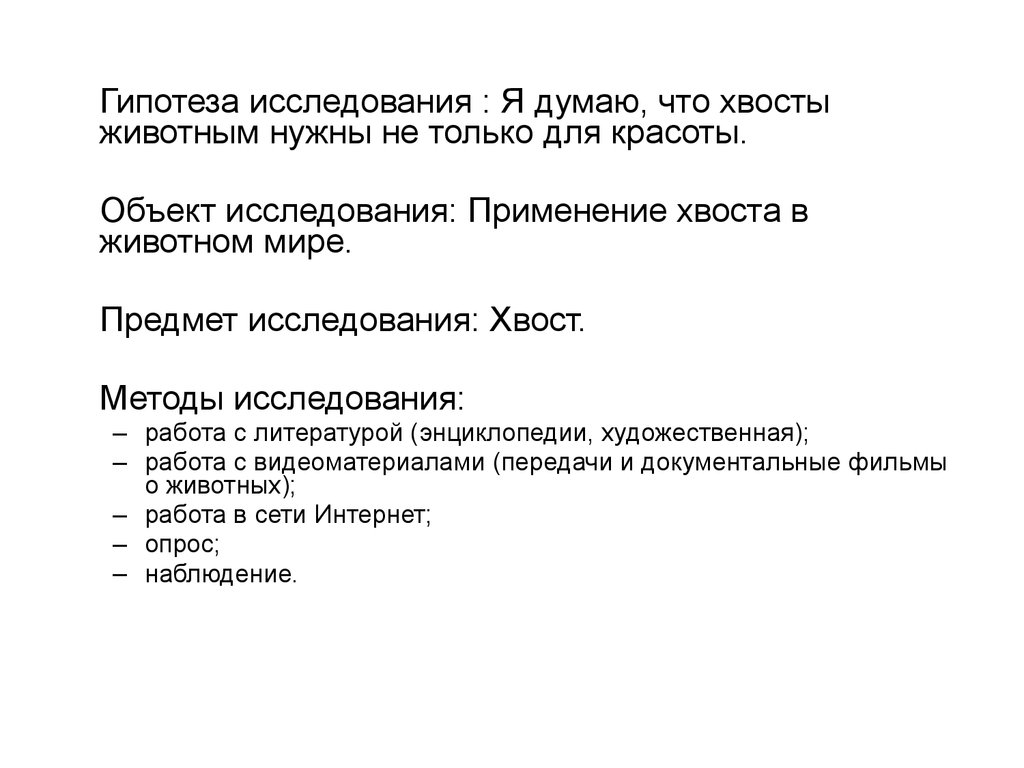 Гипотеза исследования : Я думаю, что хвосты
животным нужны не только для красоты.
Объект исследования: Применение хвоста в
животном мире.
Предмет исследования: Хвост.
Методы исследования:
– работа с литературой (энциклопедии, художественная);
– работа с видеоматериалами (передачи и документальные фильмы
о животных);
– работа в сети Интернет;
– опрос;
– наблюдение.